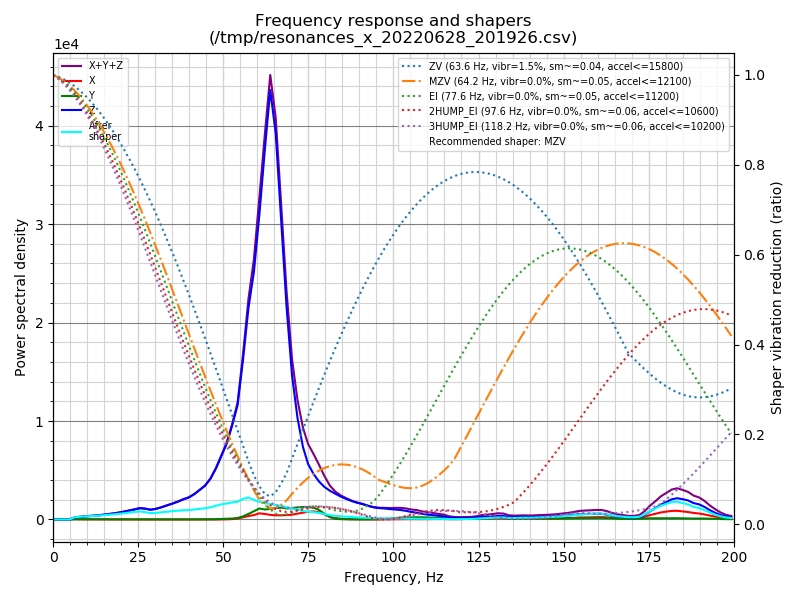 Frequency response and shapers
(/tmp/resonances_x_20220628_201926.csv)
1e4
X+Y+Z
X
Y
Z
After
shaper
ZV (63.6 Hz, vibr=1.5%, sm~=0.04, accel<=15800)
MZV (64.2 Hz, vibr=0.0%, sm~=0.05, accel<=12100)
EI (77.6 Hz, vibr=0.0%, sm~=0.05, accel<=11200)
2HUMP_EI (97.6 Hz, vibr=0.0%, sm~=0.06, accel<=10600)
3HUMP_EI (118.2 Hz, vibr=0.0%, sm~=0.06, accel<=10200)
Recommended shaper: MZV
Power spectral density
4
3
2
1
0
1.0
0.8
0.6
0.4
0.2
0.0
Shaper vibration reduction (ratio)
0 25 50 75 100 125 150 175 200
Frequency, Hz